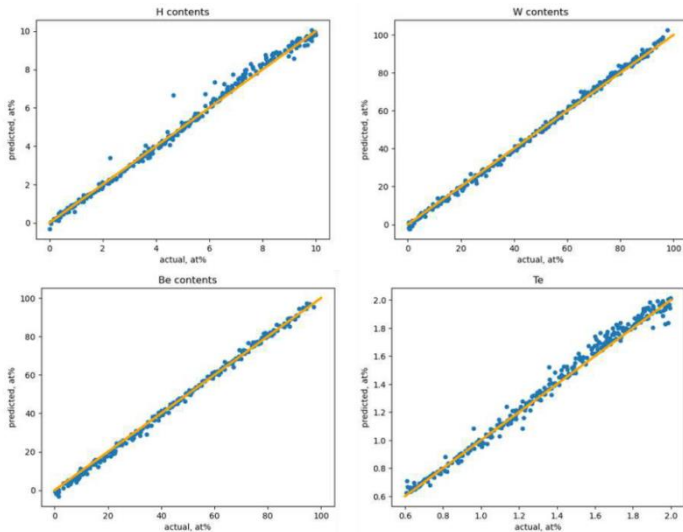 H contents
10
8
6
4
2
0
predicted, at%
0 2 4 6 8 10
actual, at%
W contents
100
80
60
40
20
0
predicted, at%
0 20 40 60 80 100
actual, at%
Be contents
100
80
60
40
20
0
predicted, at%
0 20 40 60 80 100
actual, at%
Te
2.0
1.8
1.6
1.4
1.2
1.0
0.8
0.6
predicted, at%
0.6 0.8 1.0 1.2 1.4 1.6 1.8 2.0
actual, at%